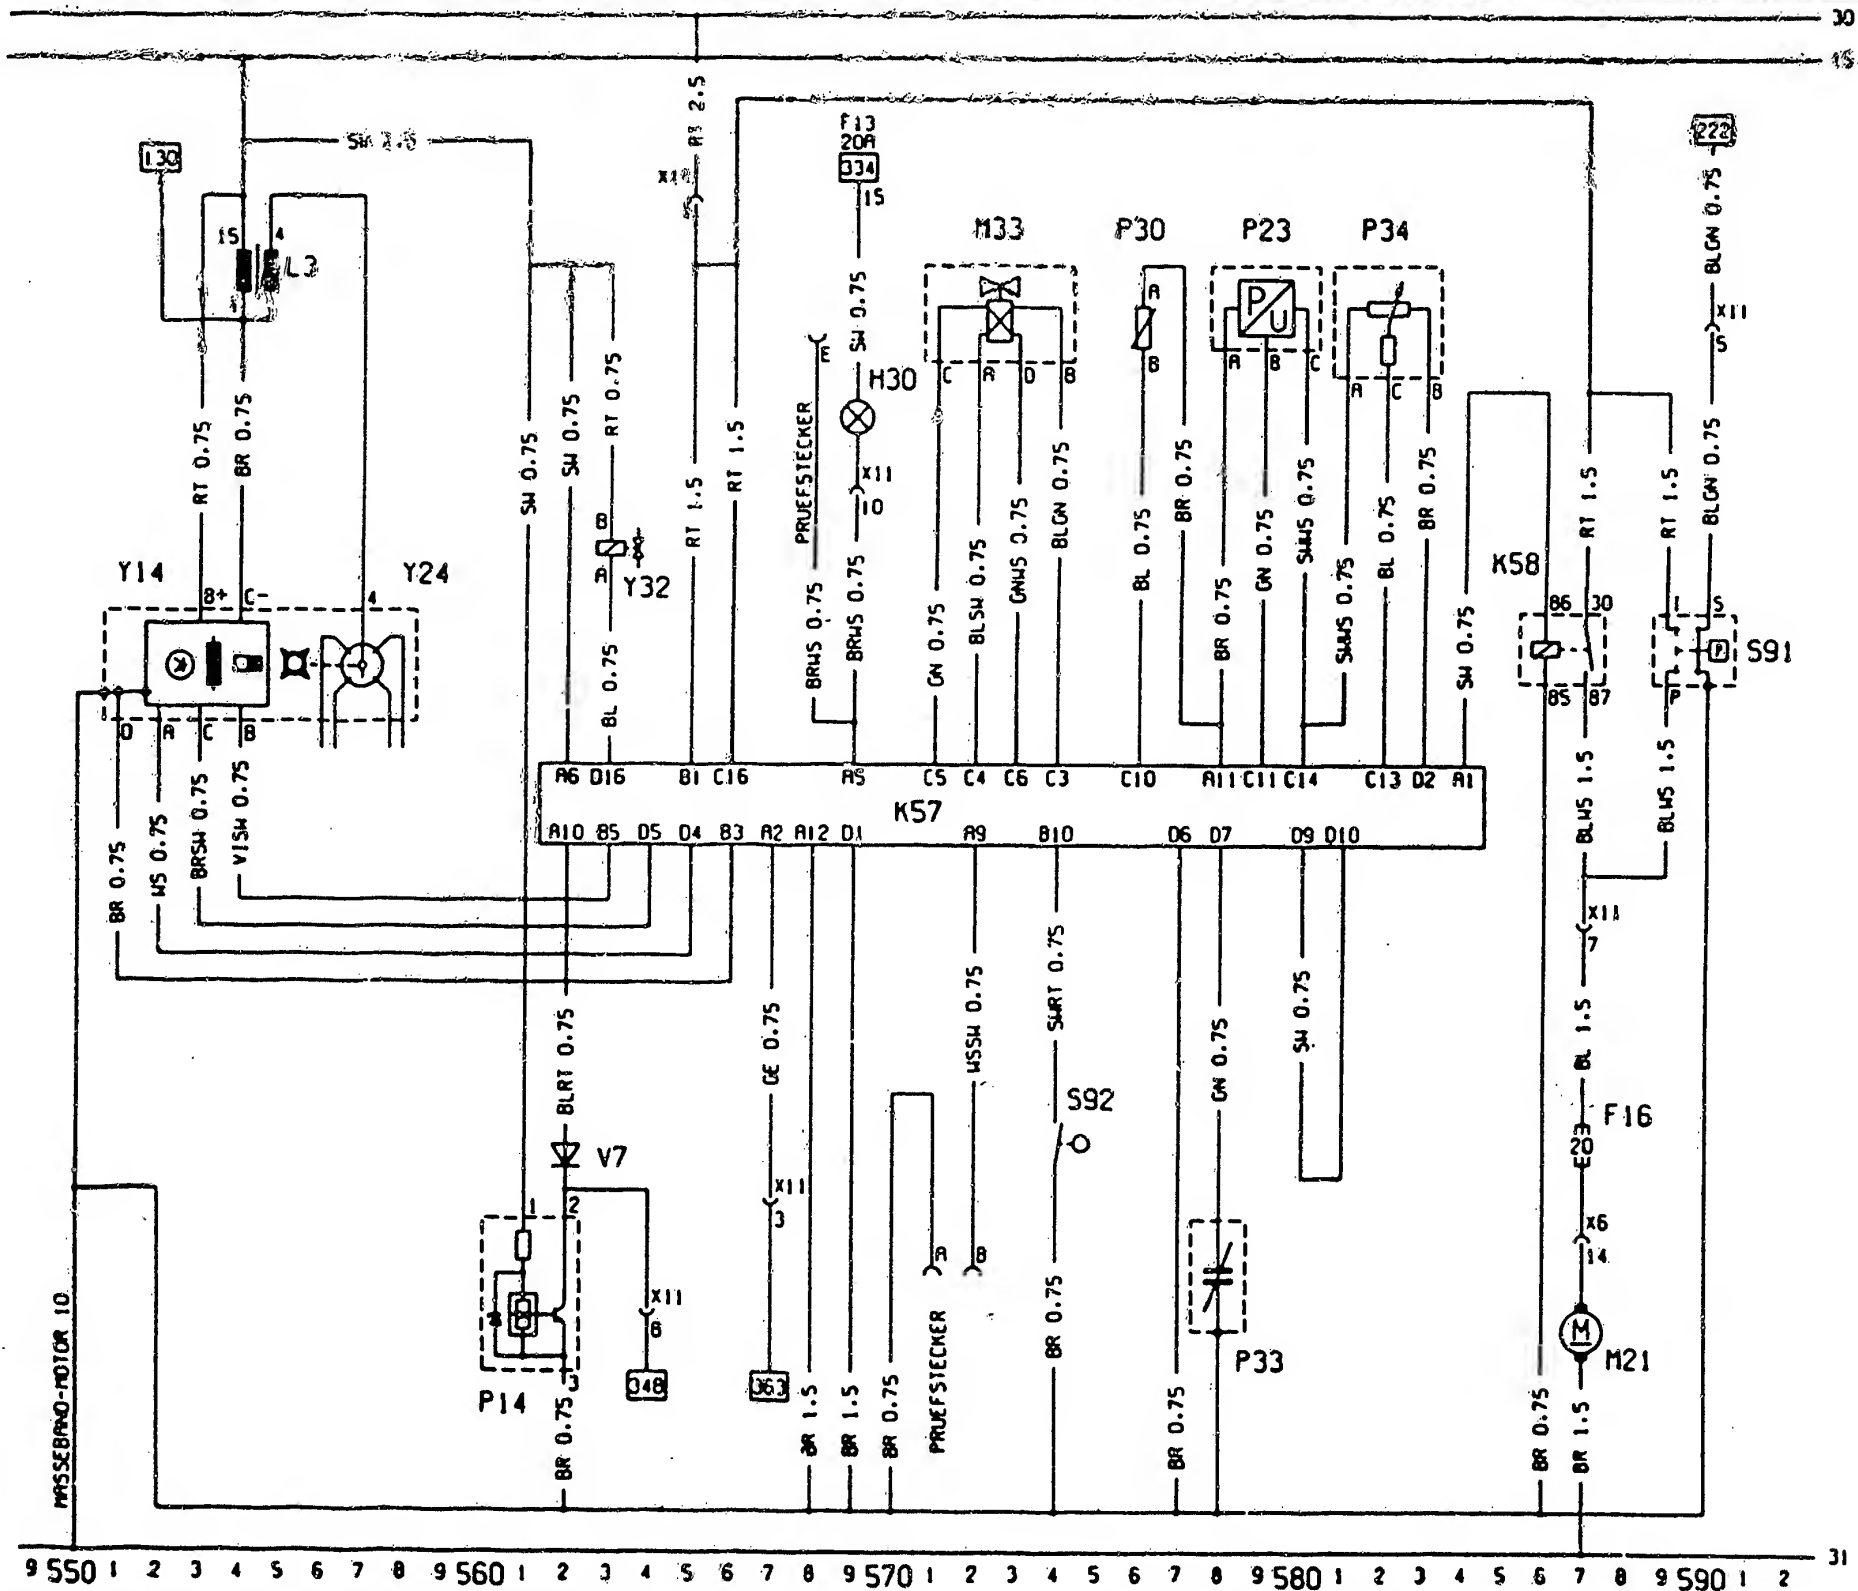 30
15
SW
RT 2.5
130
F13
20A
334
15
222
BLGN 0.75
X11
5
BLGN 0.75
15
4
L3
M33
P30
P23
P34
C
A
D
B
A
B
P
U
A
B
C
A
C
B
SW 0.75
E
H30
X11
10
PRUEFSTECKER
BRWS 0.75
BRWS 0.75
RT 0.75
BR 0.75
SW 0.75
SW 0.75
RT 0.75
B
A
Y32
BL 0.75
RT 1.5
RT 1.5
GN 0.75
BLSW 0.75
GNWS 0.75
BLGN 0.75
BL 0.75
BR 0.75
BR 0.75
GN 0.75
SWWS 0.75
SWWS 0.75
BL 0.75
BR 0.75
SW 0.75
K58
RT 1.5
RT 1.5
86
30
85
87
S
P
S91
Y14
Y24
B+
C-
4
D
A
C
B
BR 0.75
WS 0.75
BRSW 0.75
VISW 0.75
A6 D16 B1 C16 A5 C5 C4 C6 C3 C10 A11 C11 C14 C13 D2 A1
K57
A10 B5 D5 D4 B3 A2 A12 D1 A9 B10 D6 D7 D9 D10
BLWS 1.5
BLWS 1.5
X11
7
BL 1.5
F16
20
X6
14
M
M21
BLRT 0.75
V7
GE 0.75
X11
3
363
WSSW 0.75
SWRT 0.75
S92
GN 0.75
SW 0.75
1
2
3
P14
X11
8
348
A
B
PRUEFSTECKER
P33
MASSEBAND-MOTOR 10
BR 0.75
BR 1.5
BR 1.5
BR 0.75
BR 0.75
BR 0.75
BR 0.75
BR 1.5
31
9 550 1 2 3 4 5 6 7 8 9 560 1 2 3 4 5 6 7 8 9 570 1 2 3 4 5 6 7 8 9 580 1 2 3 4 5 6 7 8 9 590 1 2